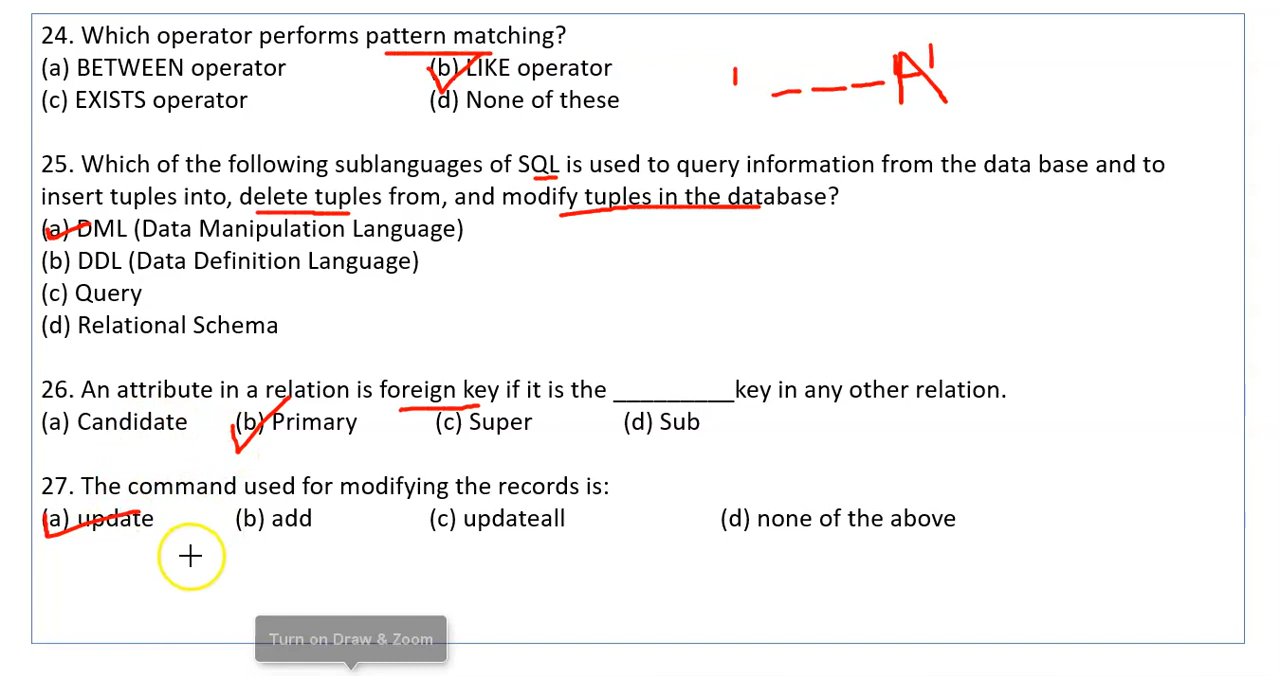 24. Which operator performs pattern matching?
(a) BETWEEN operator (b) LIKE operator
(c) EXISTS operator (d) None of these
' _ _ _ A'
25. Which of the following sublanguages of SQL is used to query information from the data base and to
insert tuples into, delete tuples from, and modify tuples in the database?
(a) DML (Data Manipulation Language)
(b) DDL (Data Definition Language)
(c) Query
(d) Relational Schema
26. An attribute in a relation is foreign key if it is the _________key in any other relation.
(a) Candidate (b) Primary (c) Super (d) Sub
27. The command used for modifying the records is:
(a) update (b) add (c) updateall (d) none of the above
Turn on Draw & Zoom